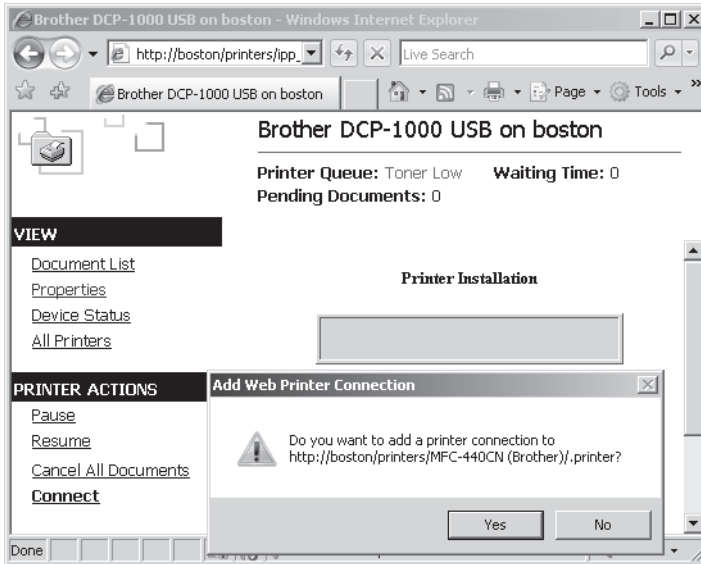 Brother DCP-1000 USB on boston - Windows Internet Explorer
http://boston/printers/ipp_
Live Search
Brother DCP-1000 USB on boston
Page
Tools
»
Brother DCP-1000 USB on boston
Printer Queue: Toner Low Waiting Time: 0
Pending Documents: 0
VIEW
Document List
Properties
Device Status
All Printers
Printer Installation
PRINTER ACTIONS
Pause
Resume
Cancel All Documents
Connect
Add Web Printer Connection
Do you want to add a printer connection to
http://boston/printers/MFC-440CN (Brother)/.printer?
Yes
No
Done